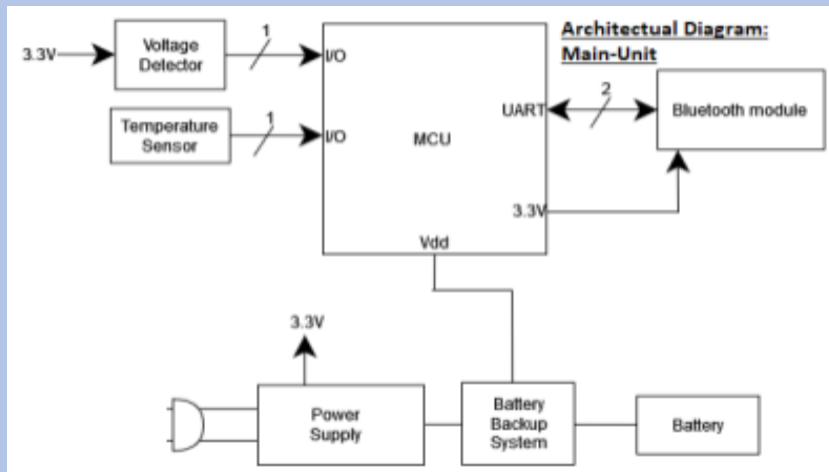 Architectual Diagram:
Main-Unit
3.3V
Voltage
Detector
1
I/O
Temperature
Sensor
1
I/O
MCU
UART
2
Bluetooth module
3.3V
Vdd
3.3V
Power
Supply
Battery
Backup
System
Battery